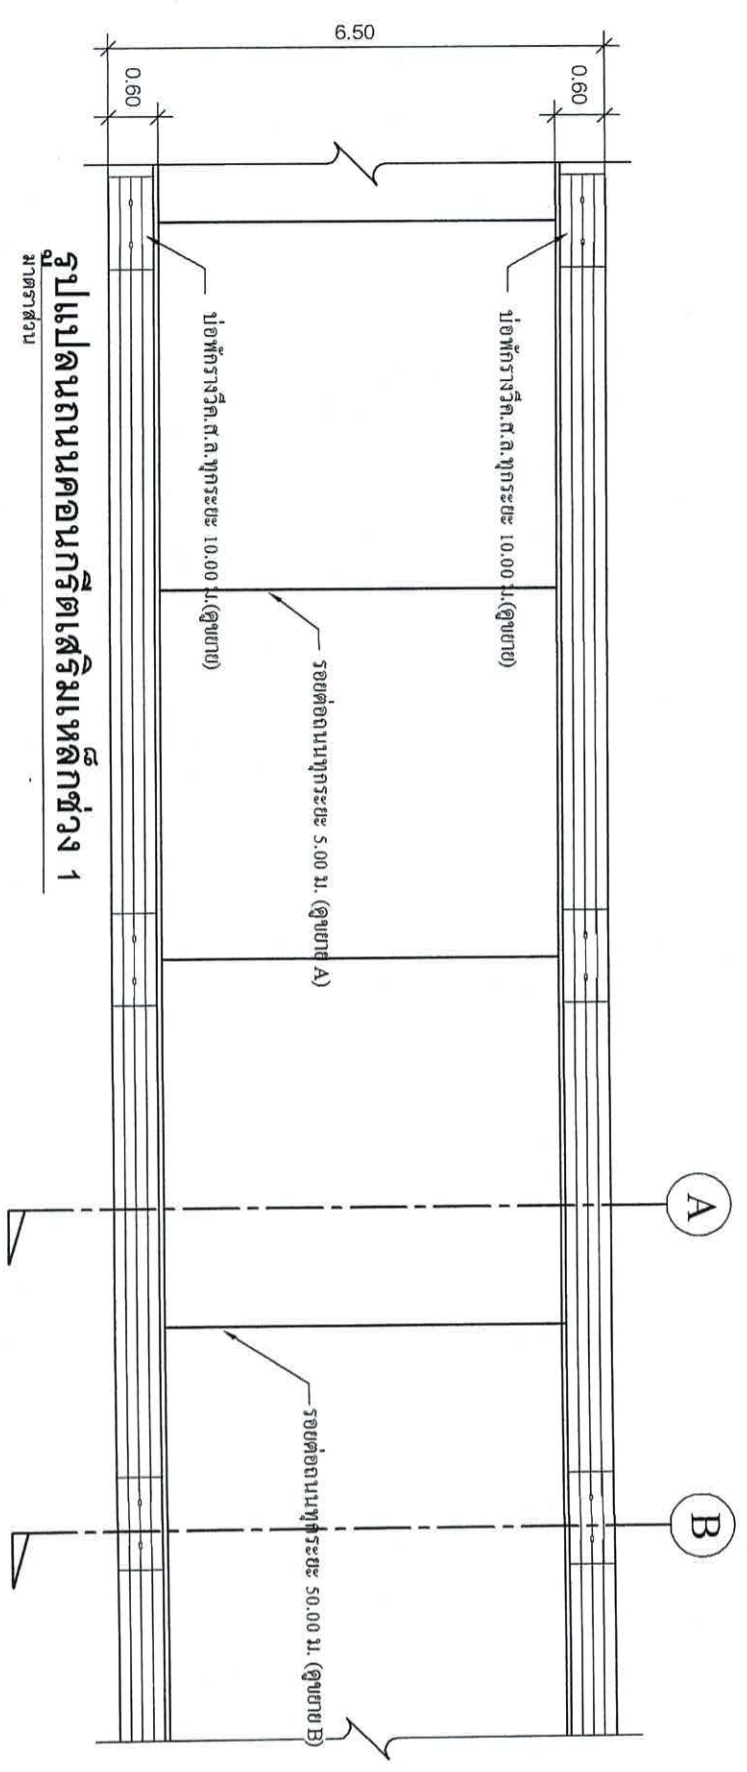 6.50
0.60
0.60
A
B
บ่อพักรางวีค.ส.ล.ทุกระยะ 10.00 ม.(ดูขยาย)
รอยต่อถนนทุกระยะ 5.00 ม. (ดูขยาย A)
รอยต่อถนนทุกระยะ 50.00 ม. (ดูขยาย B)
บ่อพักรางวีค.ส.ล.ทุกระยะ 10.00 ม.(ดูขยาย)
รูปแปลนถนนคอนกรีตเสริมเหล็กช่วง 1
มาตราส่วน